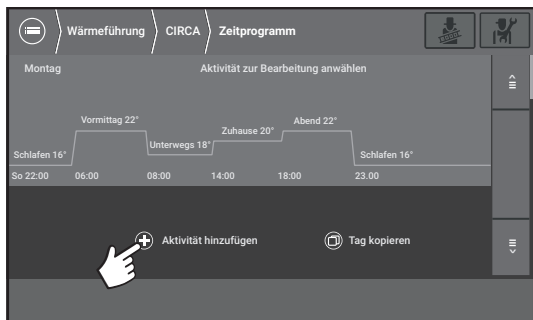 Wärmeführung CIRCA Zeitprogramm
Montag Aktivität zur Bearbeitung anwählen
Vormittag 22° Abend 22°
Zuhause 20°
Unterwegs 18°
Schlafen 16° Schlafen 16°
So 22:00 06:00 08:00 14:00 18:00 23.00
Aktivität hinzufügen Tag kopieren